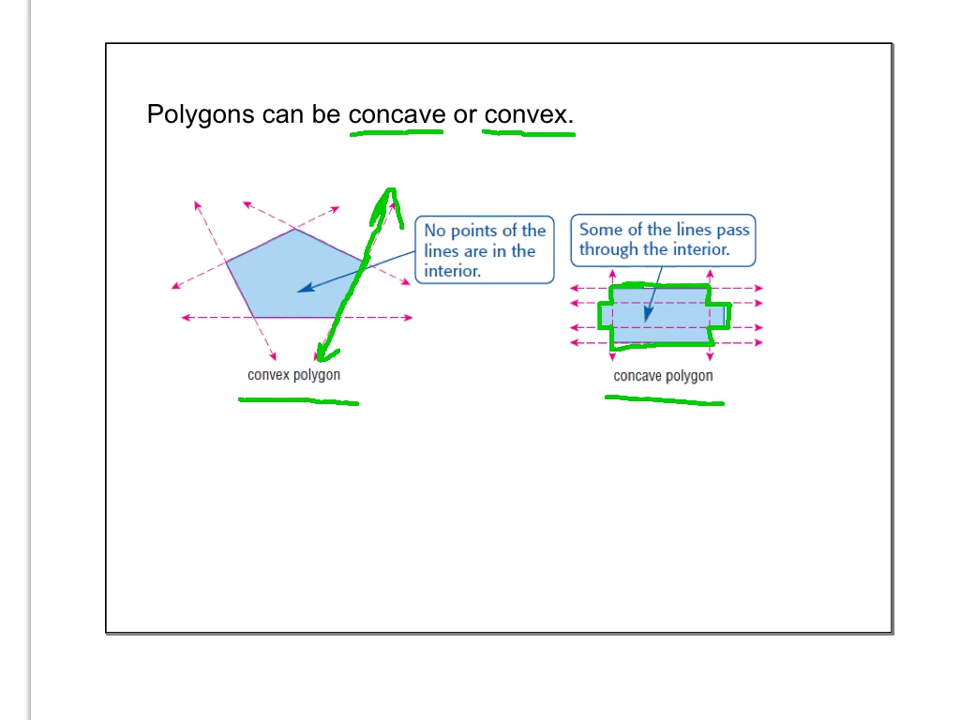 Polygons can be concave or convex.
No points of the
lines are in the
interior.
Some of the lines pass
through the interior.
convex polygon
concave polygon